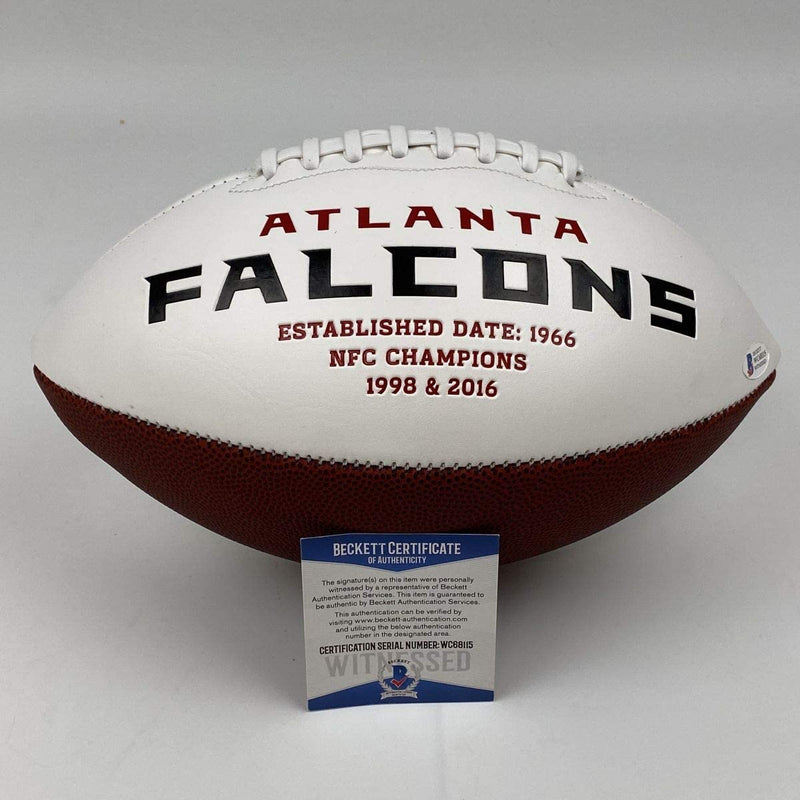 ATLANTA
FALCONS
ESTABLISHED DATE: 1966
NFC CHAMPIONS
1998 & 2016
BECKETT CERTIFICATE
OF AUTHENTICITY
The signature(s) on this item were personally
witnessed by a representative of Beckett
Authentication Services. This item is guaranteed to
be authentic by Beckett Authentication Services.
This authentication can be verified by
visiting www.beckett-authentication.com
and utilizing the below authentication
number in the designated area.
CERTIFICATION SERIAL NUMBER: WC68115
WITNESSED
BECKETT
B